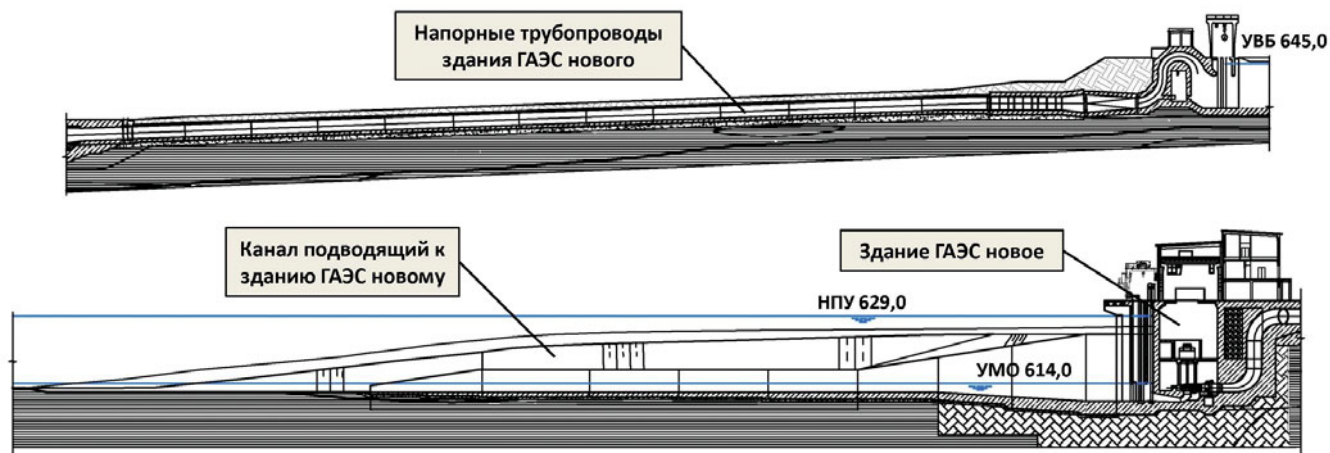 Напорные трубопроводы
здания ГАЭС нового
УВБ 645,0
Канал подводящий к
зданию ГАЭС новому
Здание ГАЭС новое
НПУ 629,0
УМО 614,0